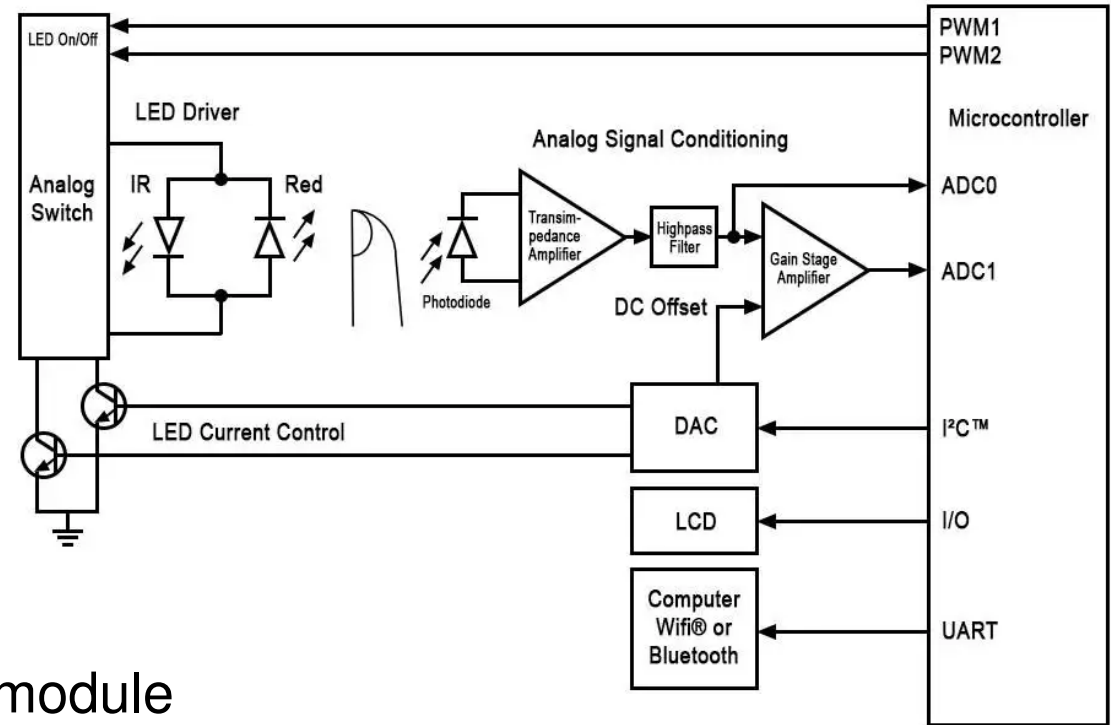 LED On/Off
PWM1
PWM2
LED Driver
Microcontroller
Analog Signal Conditioning
Analog
Switch
IR
Red
Transim-
pedance
Amplifier
Highpass
Filter
Gain Stage
Amplifier
ADC0
ADC1
Photodiode
DC Offset
LED Current Control
DAC
I²C™
LCD
I/O
Computer
Wifi® or
Bluetooth
UART
module